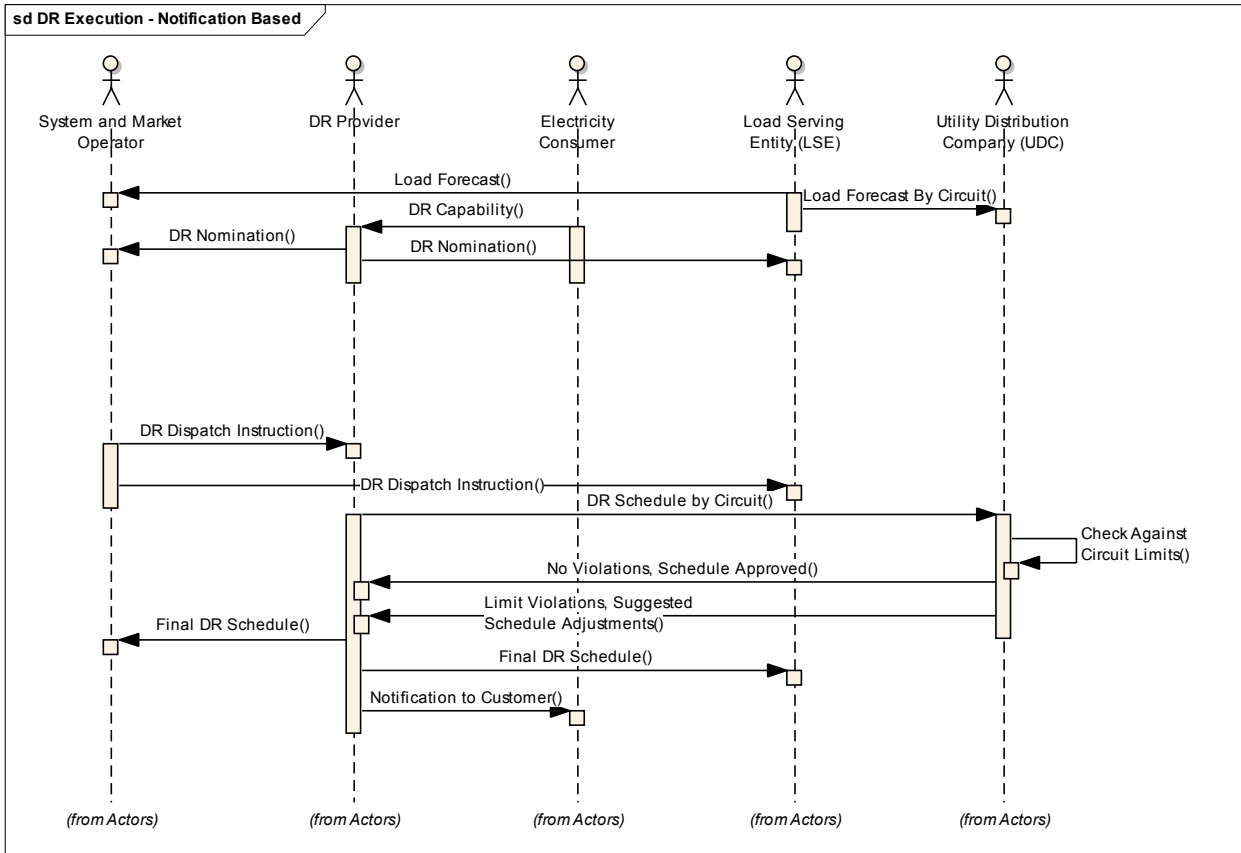 sd DR Execution - Notification Based
System and Market
Operator
DR Provider
Electricity
Consumer
Load Serving
Entity (LSE)
Utility Distribution
Company (UDC)
Load Forecast()
Load Forecast By Circuit()
DR Capability()
DR Nomination()
DR Nomination()
DR Dispatch Instruction()
DR Dispatch Instruction()
DR Schedule by Circuit()
Check Against
Circuit Limits()
No Violations, Schedule Approved()
Limit Violations, Suggested
Schedule Adjustments()
Final DR Schedule()
Final DR Schedule()
Notification to Customer()
(from Actors)
(from Actors)
(from Actors)
(from Actors)
(from Actors)